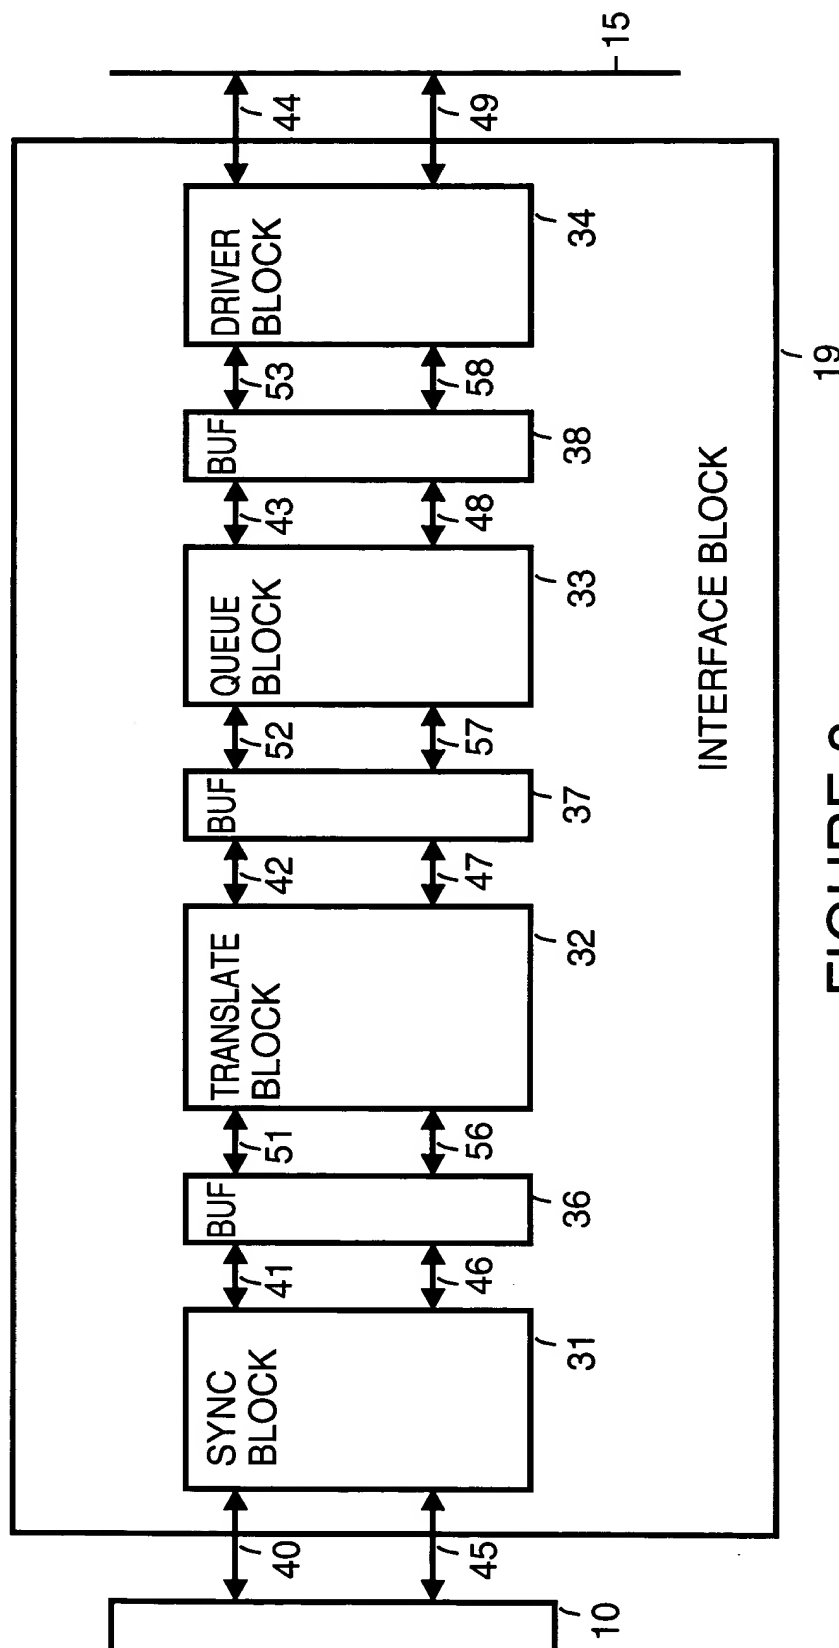 SYNC
BLOCK
BUF
TRANSLATE
BLOCK
BUF
QUEUE
BLOCK
BUF
DRIVER
BLOCK
40
41
51
42
52
43
53
44
45
46
56
47
57
48
58
49
10
31
36
32
37
33
38
34
15
INTERFACE BLOCK
19
FIGURE